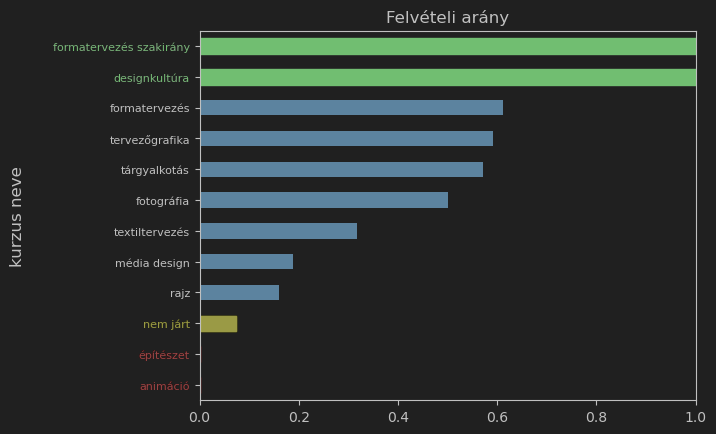 Felvételi arány
kurzus neve
formatervezés szakirány
designkultúra
formatervezés
tervezőgrafika
tárgyalkotás
fotográfia
textiltervezés
média design
rajz
nem járt
építészet
animáció
0.0 0.2 0.4 0.6 0.8 1.0